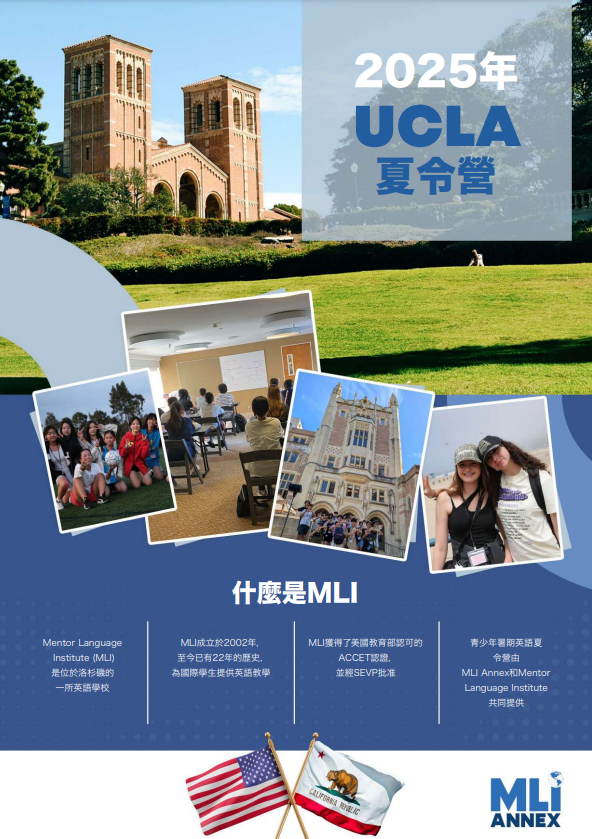 2025年
UCLA
夏令營
什麼是MLI
Mentor Language
Institute (MLI)
是位於洛杉磯的
一所英語學校
MLI成立於2002年,
至今已有22年的歷史,
為國際學生提供英語教學
MLI獲得了美國教育部認可的
ACCET認證,
並經SEVP批准
青少年暑期英語夏
令營由
MLI Annex和Mentor
Language Institute
共同提供
CALIFORNIA REPUBLIC
MLi
ANNEX